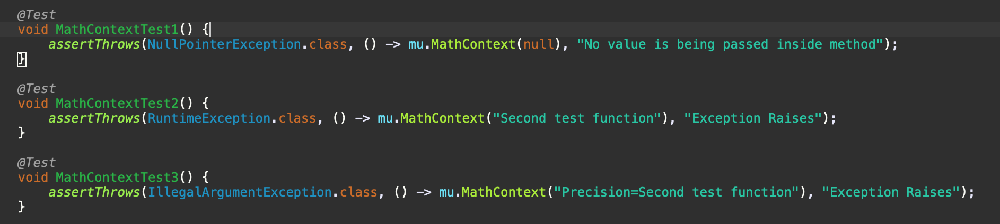 @Test
void MathContextTest1() {
    assertThrows(NullPointerException.class, () -> mu.MathContext(null), "No value is being passed inside method");
}
@Test
void MathContextTest2() {
    assertThrows(RuntimeException.class, () -> mu.MathContext("Second test function"), "Exception Raises");
}
@Test
void MathContextTest3() {
    assertThrows(IllegalArgumentException.class, () -> mu.MathContext("Precision=Second test function"), "Exception Raises");
}